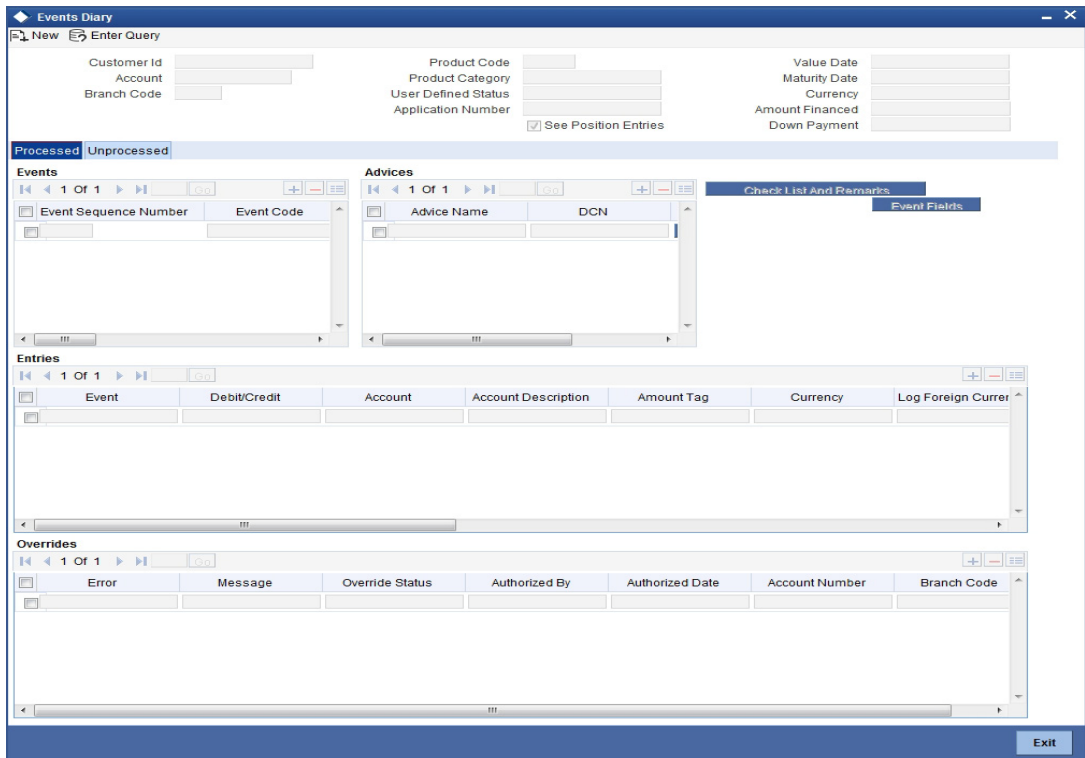 Events Diary
New Enter Query
Customer Id
Account
Branch Code
Product Code
Product Category
User Defined Status
Application Number
See Position Entries
Value Date
Maturity Date
Currency
Amount Financed
Down Payment
Processed Unprocessed
Events
1 Of 1 Go
Event Sequence Number Event Code
Advices
1 Of 1 Go
Advice Name DCN
Check List And Remarks
Event Fields
Entries
1 Of 1 Go
Event Debit/Credit Account Account Description Amount Tag Currency Log Foreign Curren
Overrides
1 Of 1 Go
Error Message Override Status Authorized By Authorized Date Account Number Branch Code
Exit